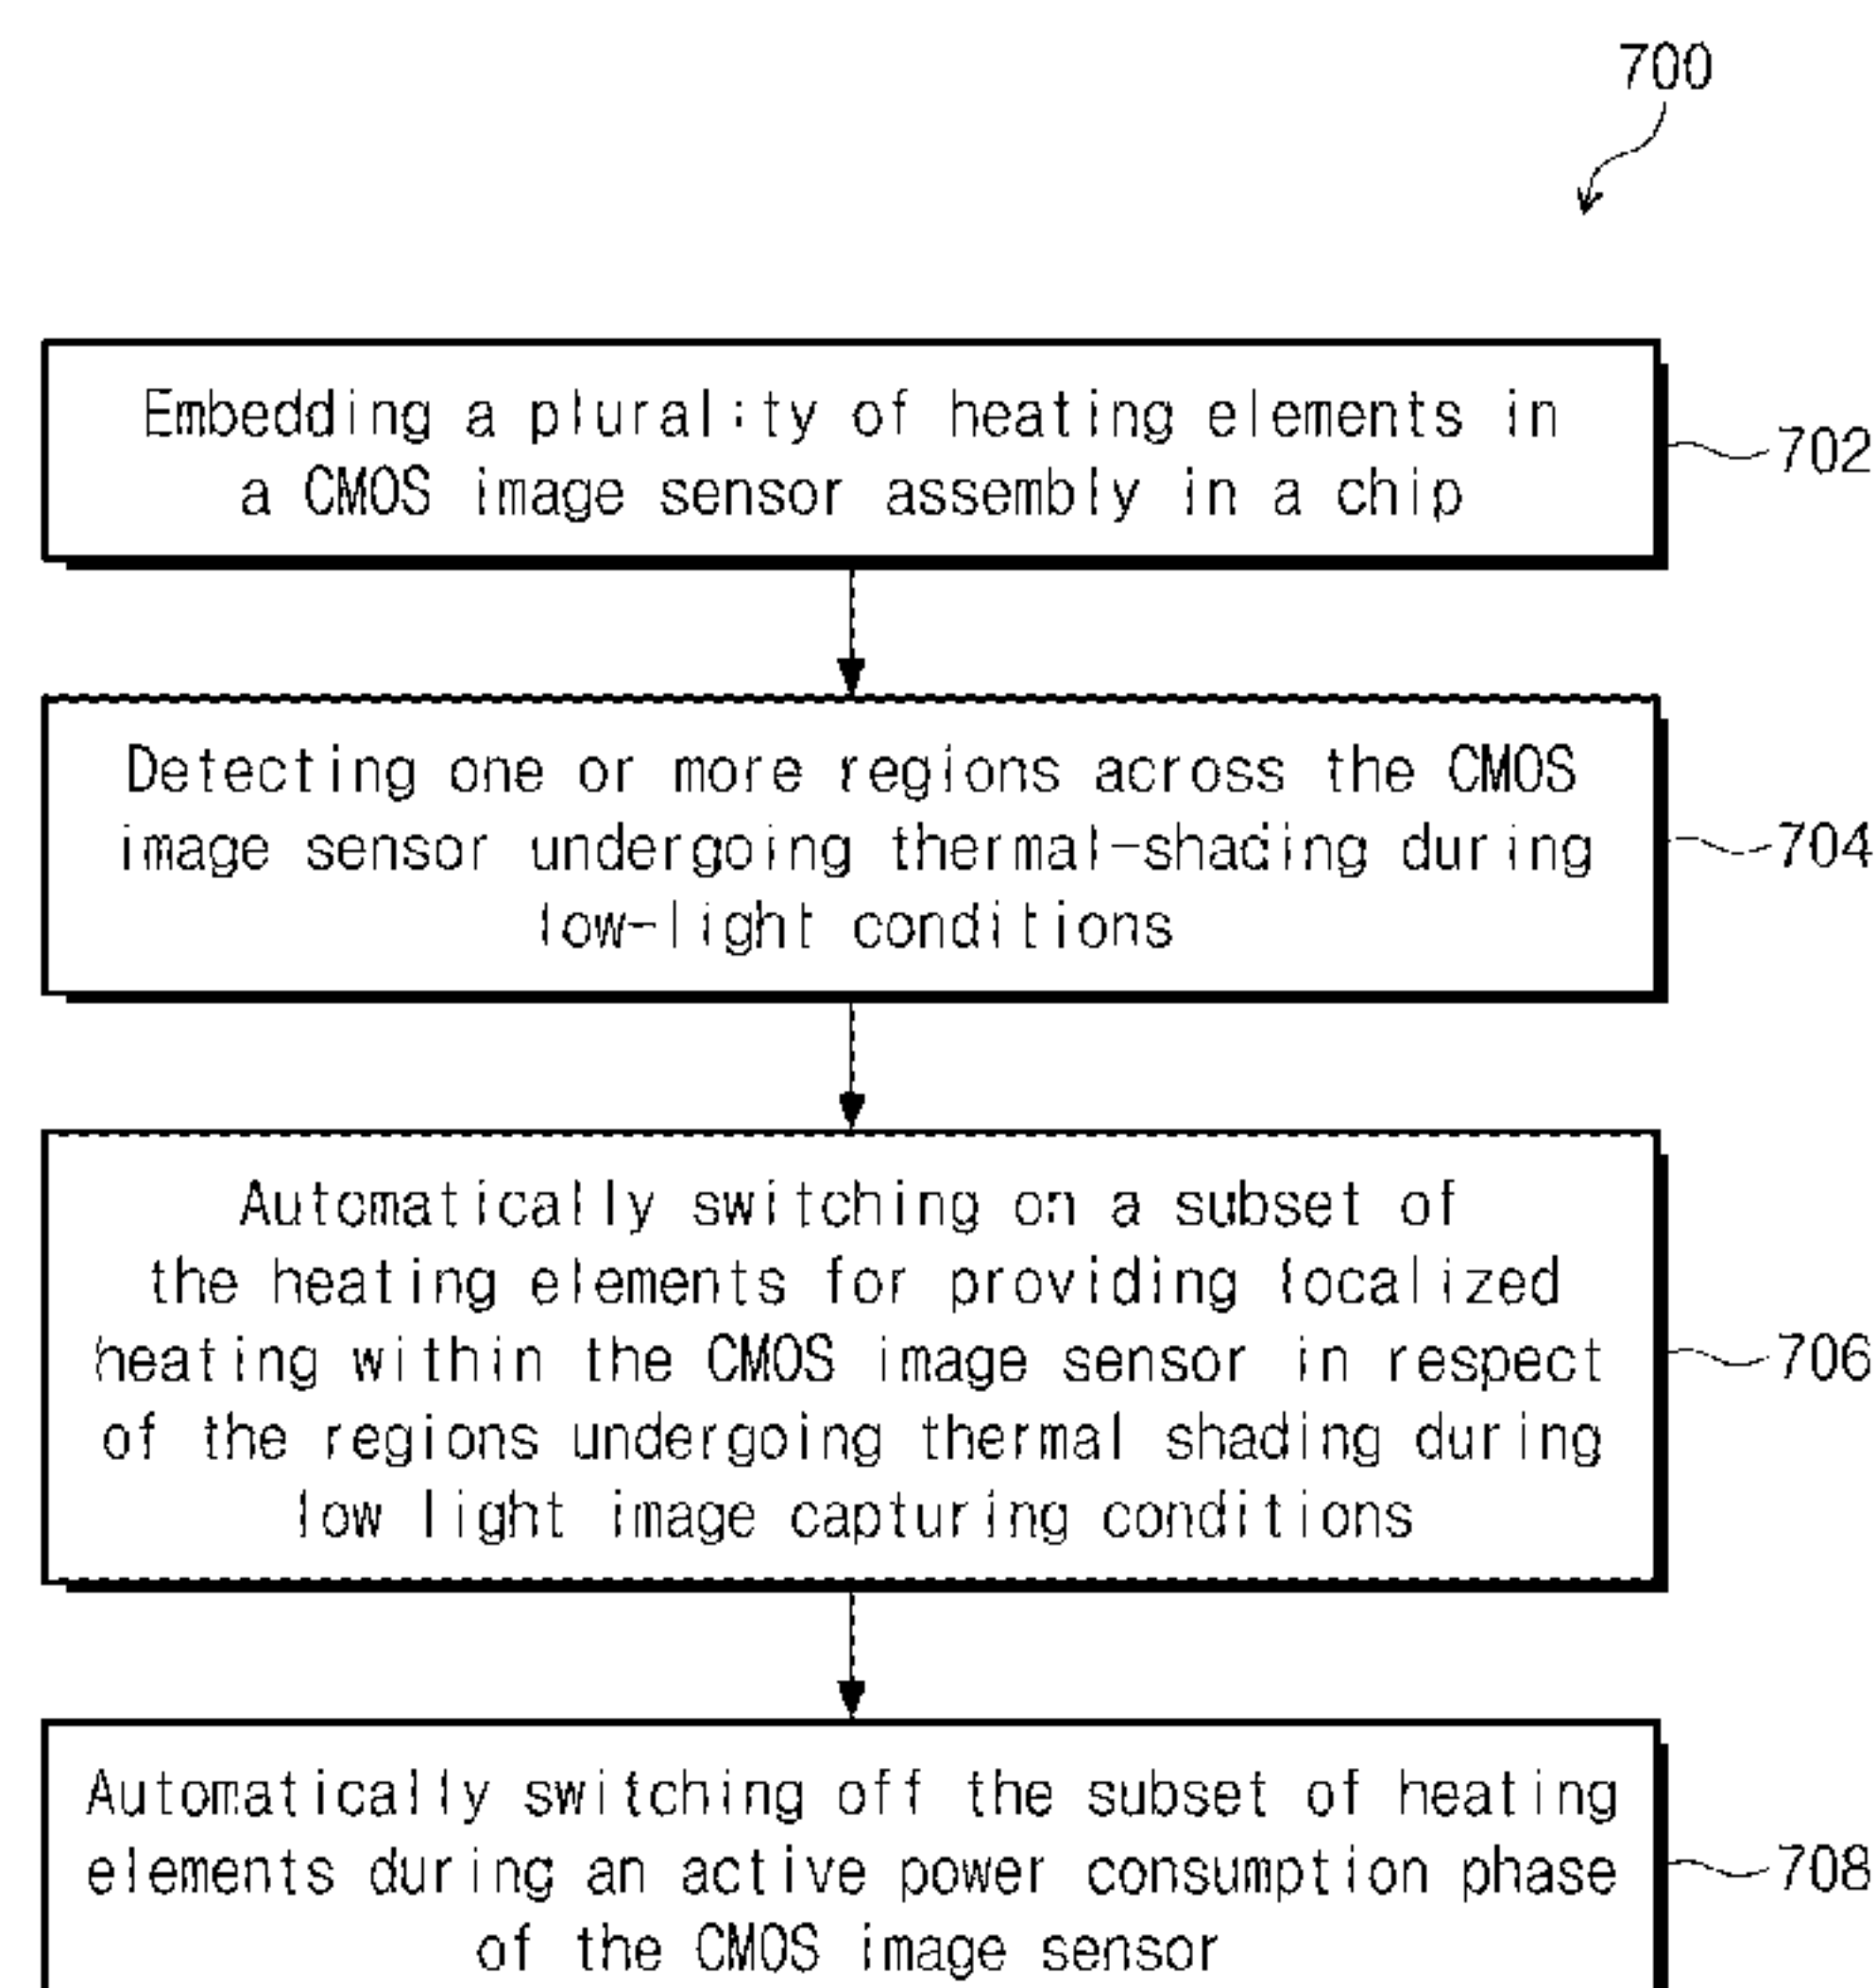 700
Embedding a plurality of heating elements in
a CMOS image sensor assembly in a chip
702
Detecting one or more regions across the CMOS
image sensor undergoing thermal-shading during
low-light conditions
704
Automatically switching on a subset of
the heating elements for providing localized
heating within the CMOS image sensor in respect
of the regions undergoing thermal shading during
low light image capturing conditions
706
Automatically switching off the subset of heating
elements during an active power consumption phase
of the CMOS image sensor
708